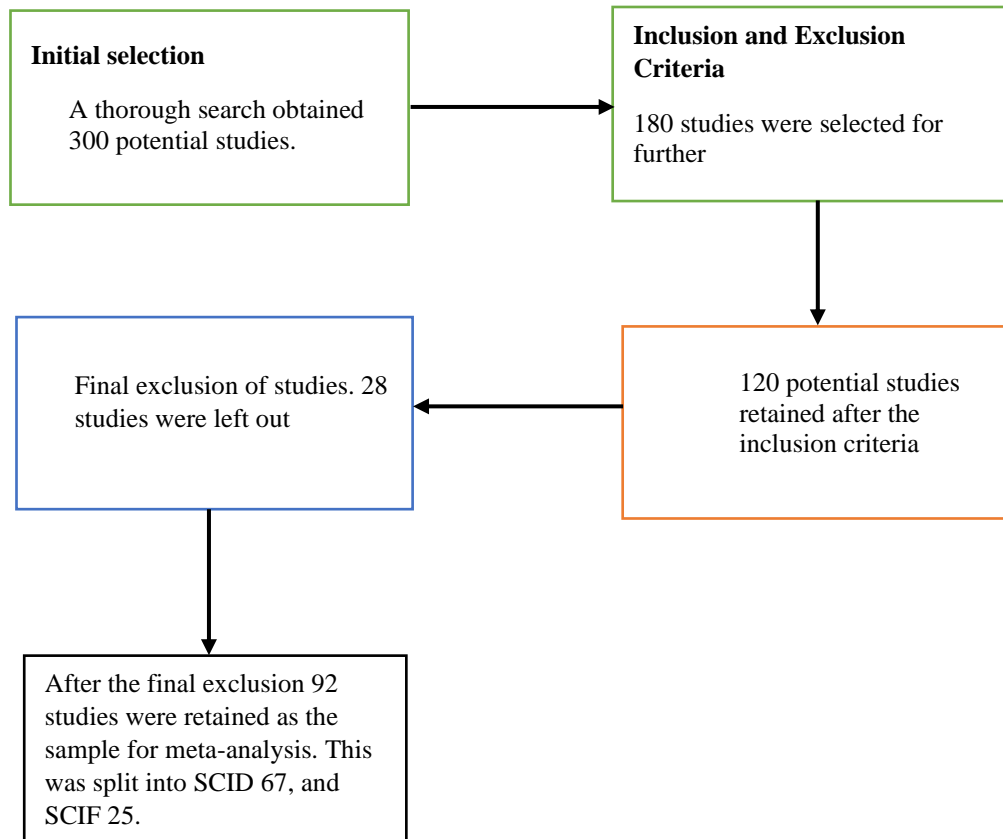 Initial selection
A thorough search obtained
300 potential studies.
Inclusion and Exclusion
Criteria
180 studies were selected for
further
120 potential studies
retained after the
inclusion criteria
Final exclusion of studies. 28
studies were left out
After the final exclusion 92
studies were retained as the
sample for meta-analysis. This
was split into SCID 67, and
SCIF 25.